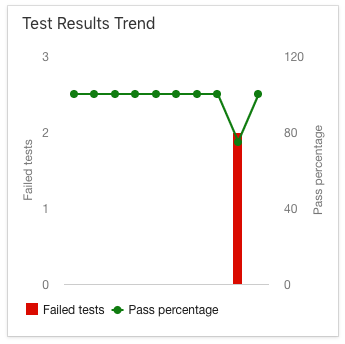 Test Results Trend
3
120
2
80
1
40
0
0
Failed tests
Pass percentage
Failed tests
Pass percentage